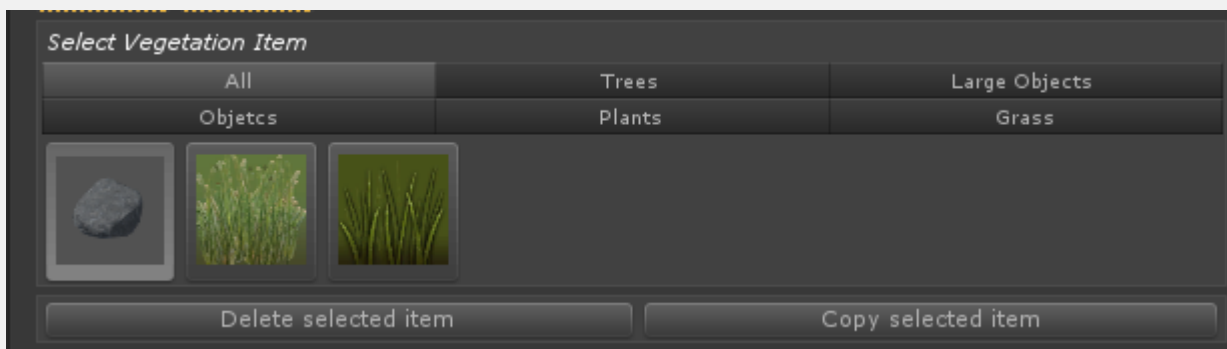 Select Vegetation Item
All Trees Large Objects
Objetcs Plants Grass
Delete selected item Copy selected item